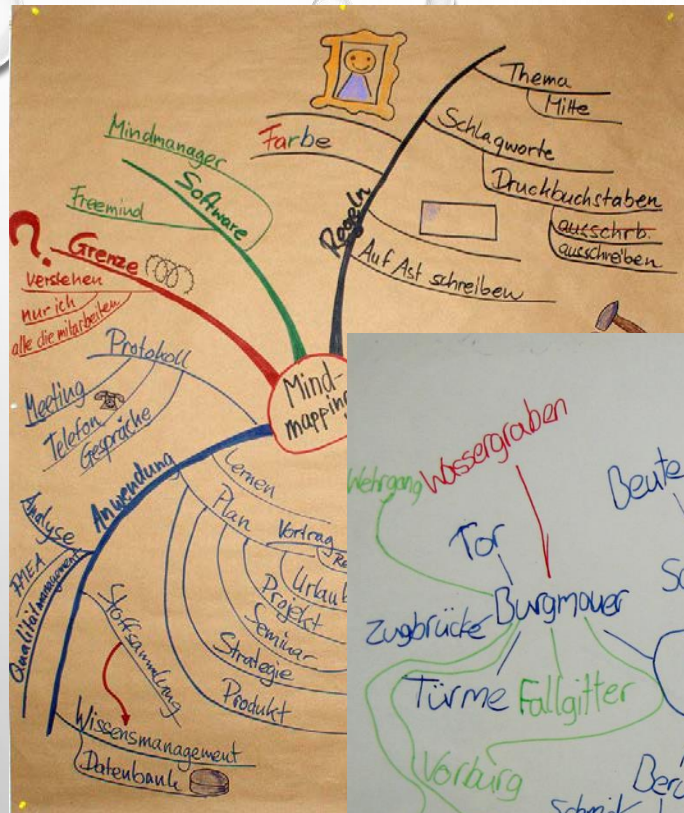 Thema
Mitte
Schlagworte
Druckbuchstaben
ausschrb.
ausschreiben
Farbe
Regeln
Auf Ast schreiben
Mindmanager
Software
Freemind
?
Grenze
verstehen
nur ich
alle die mitarbeiten
Mind-
mapping
Protokoll
Meeting
Telefon
Gespräche
Anwendung
Lernen
Plan
Vortrag
Urlaub
Projekt
Seminar
Strategie
Produkt
Analyse
FMEA
Qualitätmanagement
Stoffsammlung
Wissensmanagement
Datenbank
Wehrgang
Wassergraben
Beute
Tor
Burgmauer
Zugbrücke
Türme
Fallgitter
Vorburg